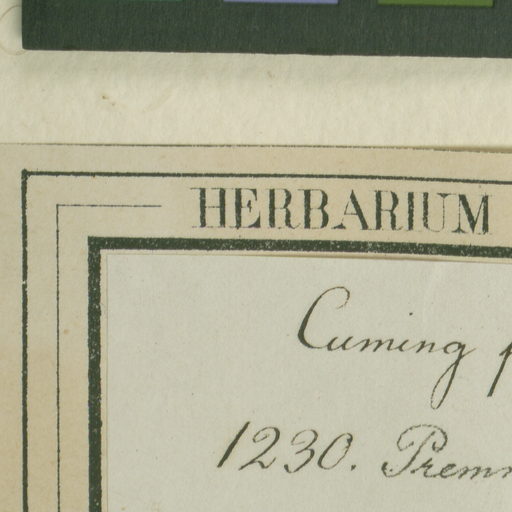 HERBARIUM
Cuming p
1230. Prem